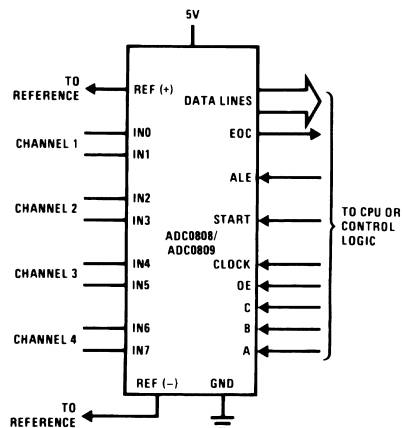 5V
TO
REFERENCE
REF (+)
DATA LINES
EOC
CHANNEL 1
IN0
IN1
ALE
CHANNEL 2
IN2
IN3
START
TO CPU OR
CONTROL
LOGIC
ADC0808/
ADC0809
CHANNEL 3
IN4
IN5
CLOCK
OE
C
CHANNEL 4
IN6
IN7
B
A
REF (−)
GND
TO
REFERENCE